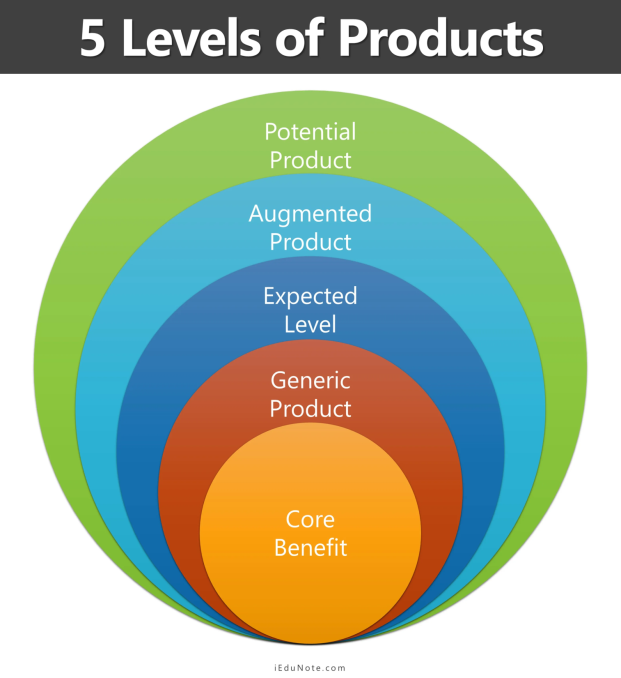 5 Levels of Products
Potential
Product
Augmented
Product
Expected
Level
Generic
Product
Core
Benefit
iEduNote.com